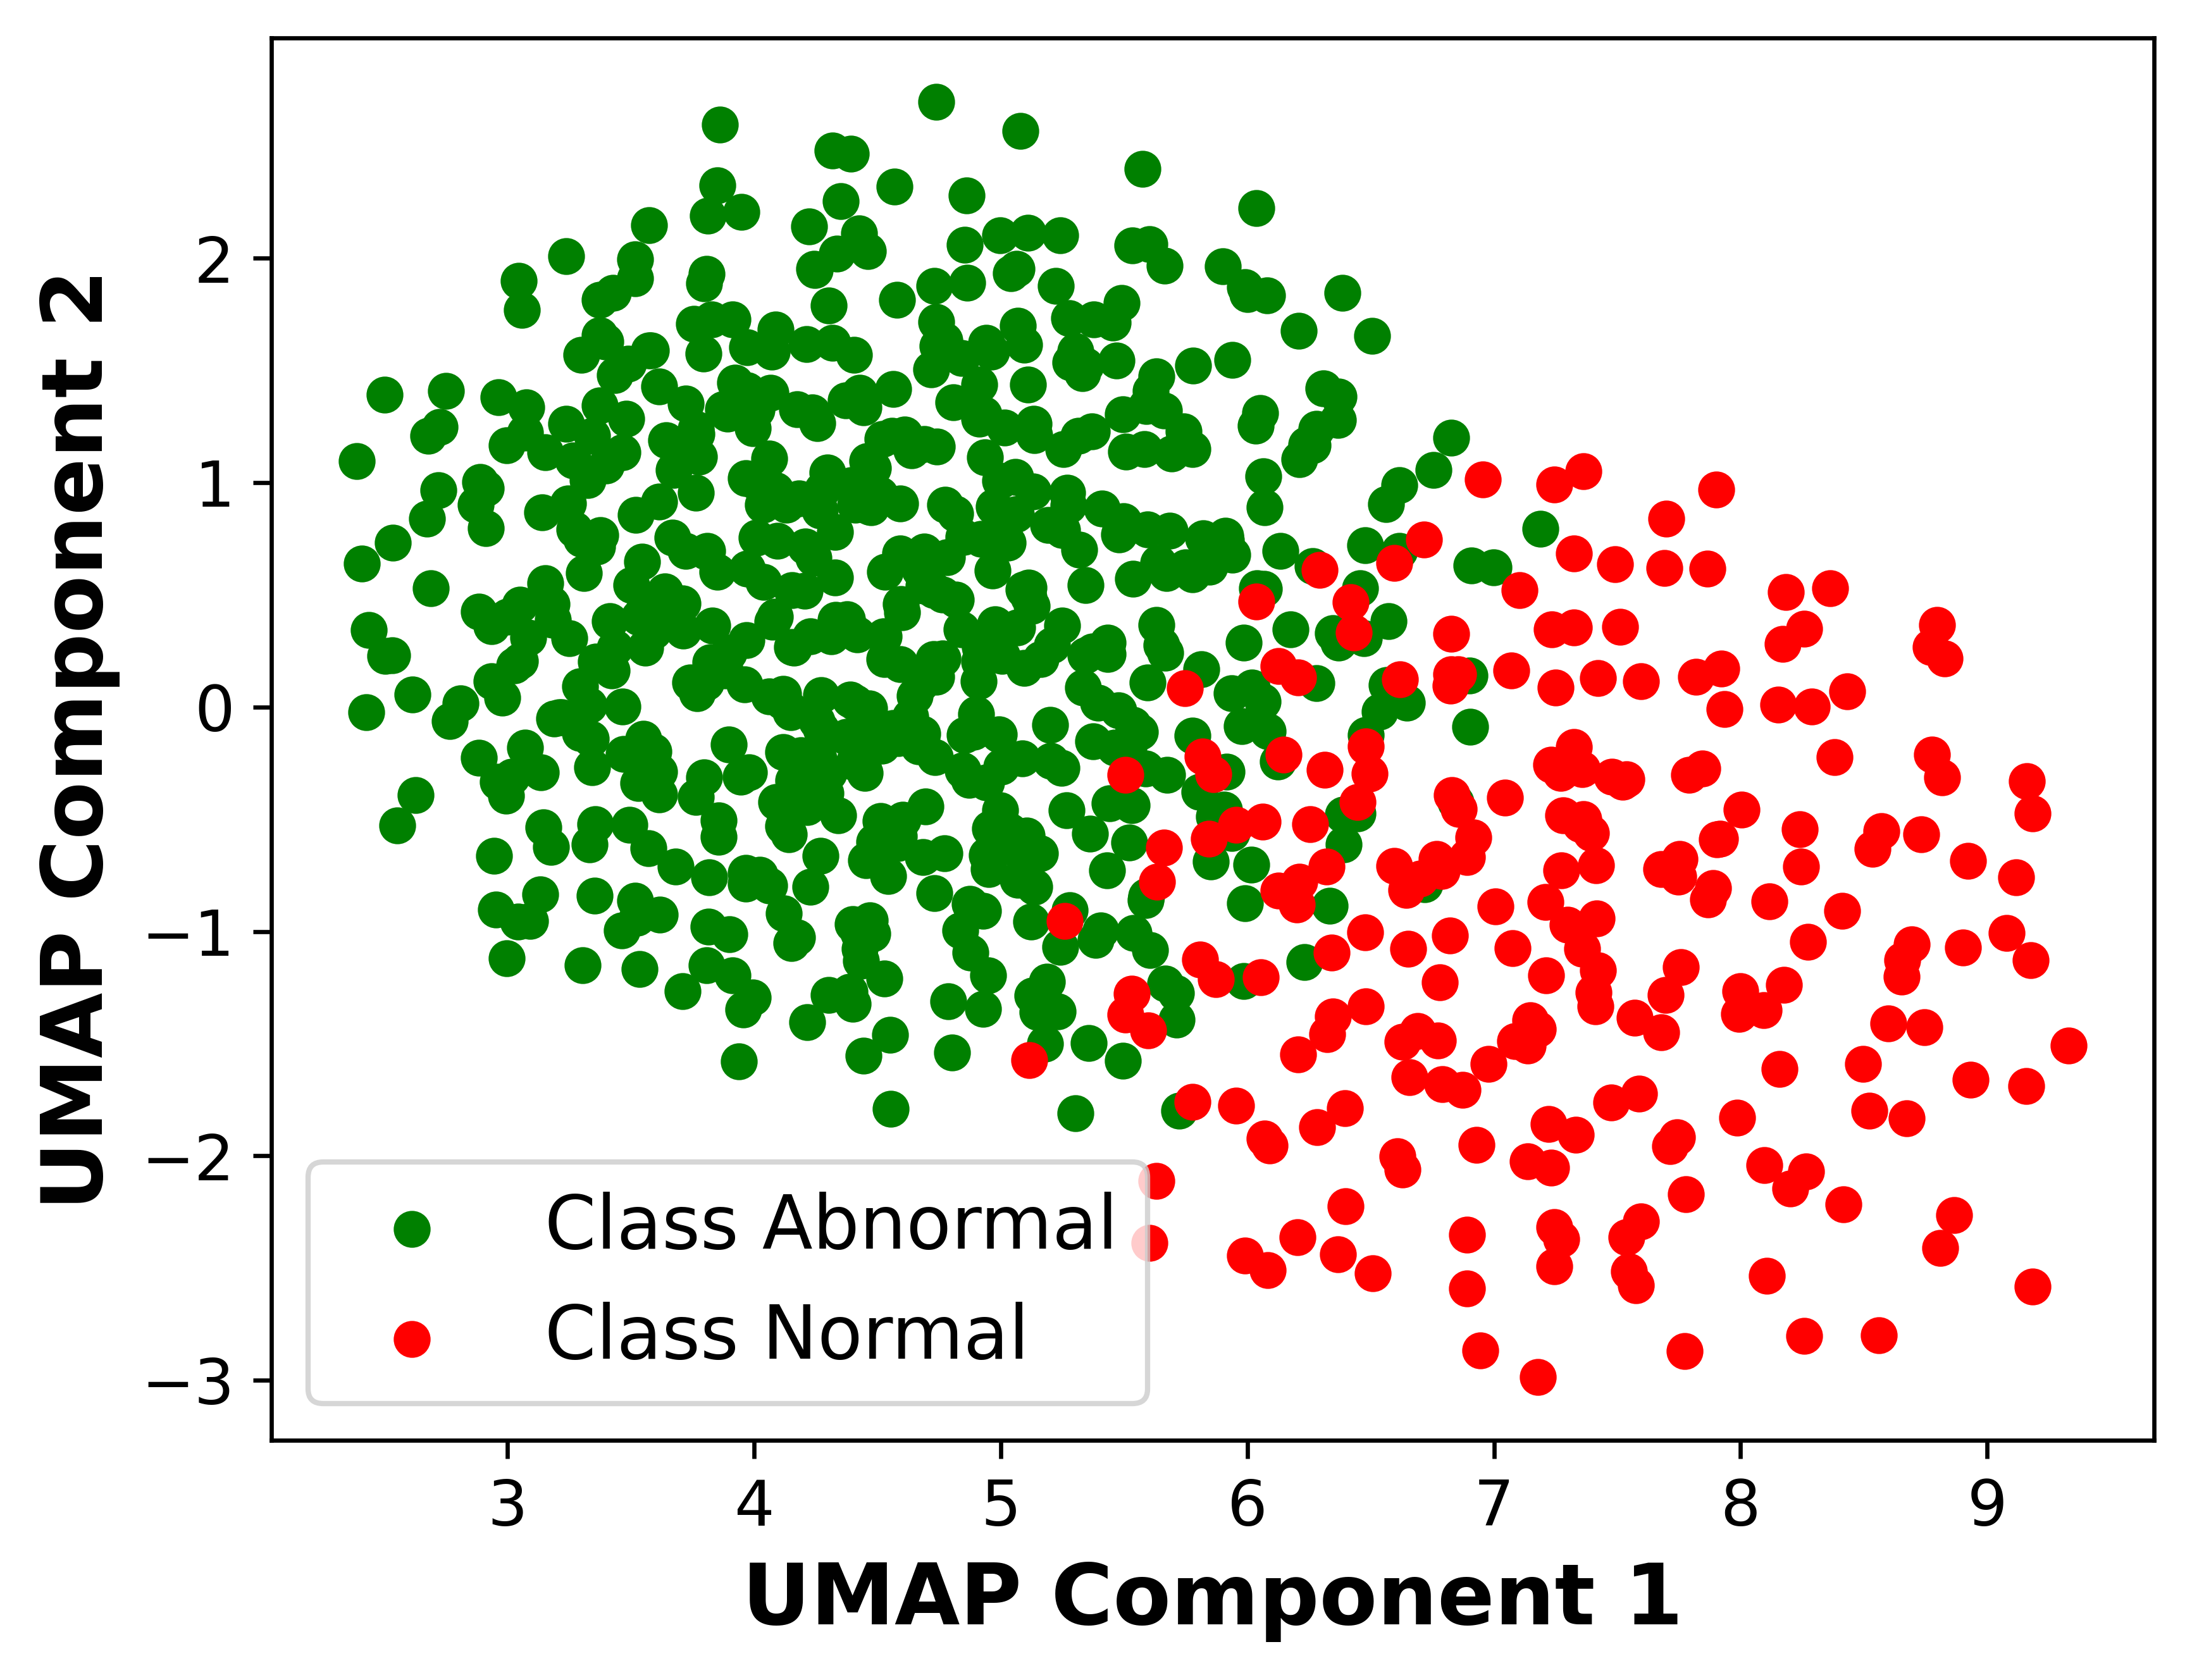 UMAP Component 2
2
1
0
−1
−2
−3
Class Abnormal
Class Normal
3 4 5 6 7 8 9
UMAP Component 1